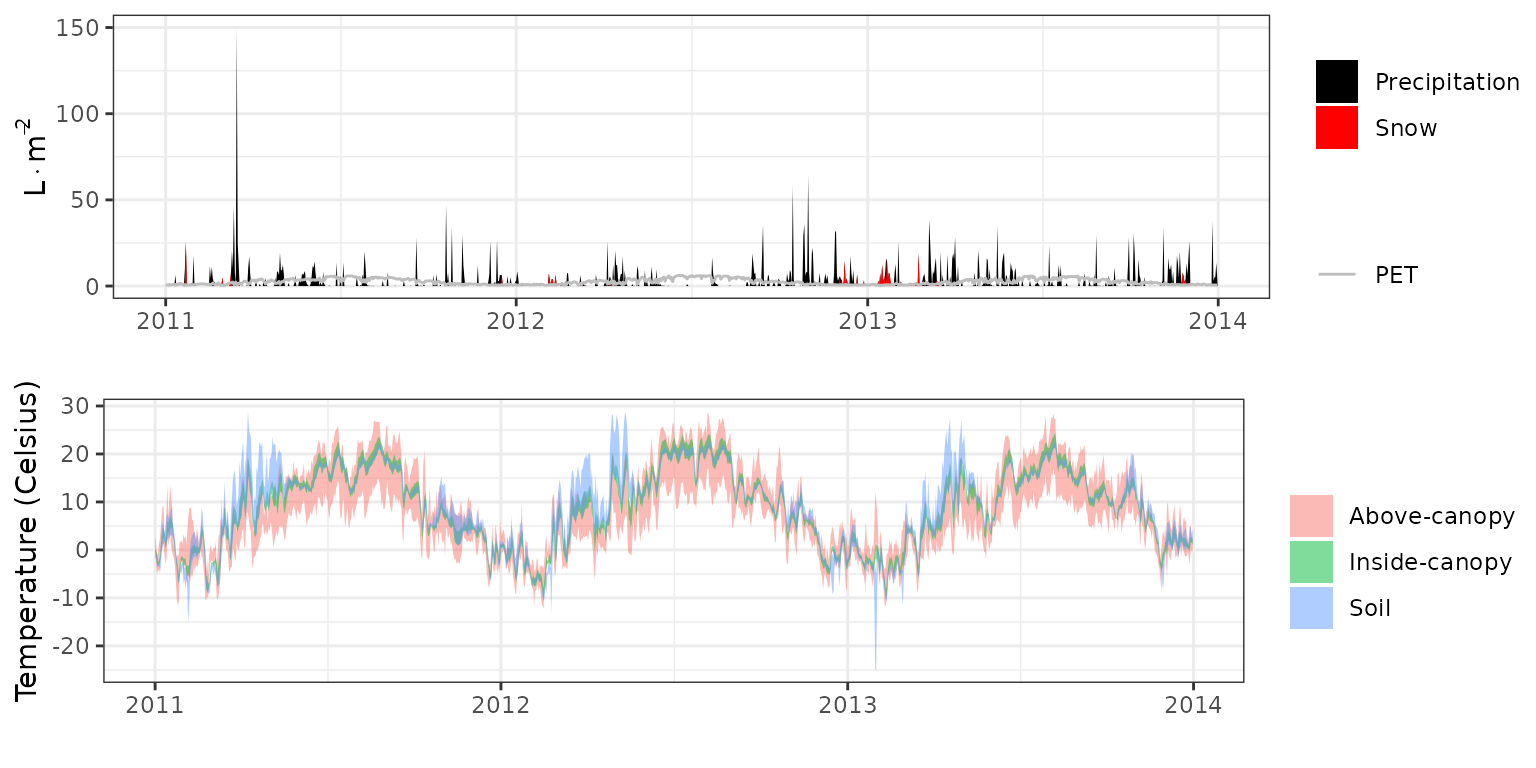 150
100
50
0
L · m⁻²
2011
2012
2013
2014
Precipitation
Snow
PET
30
20
10
0
-10
-20
Temperature (Celsius)
2011
2012
2013
2014
Above-canopy
Inside-canopy
Soil